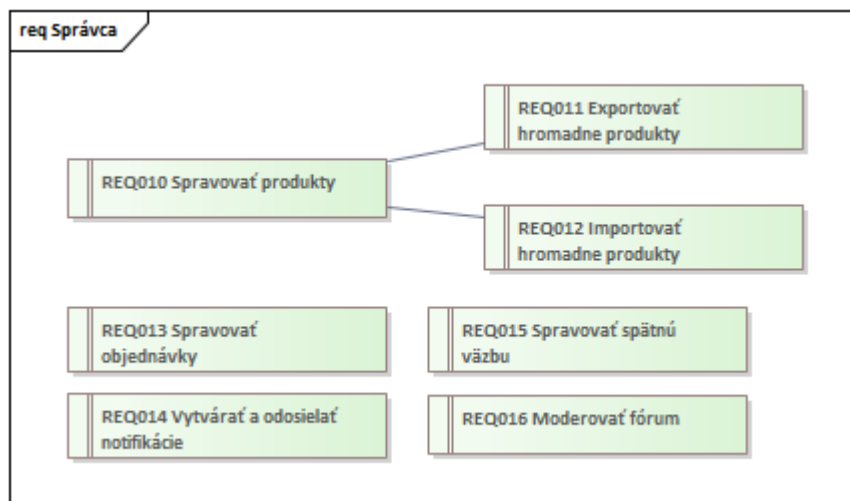 req Správca
REQ011 Exportovať
hromadne produkty
REQ010 Spravovať produkty
REQ012 Importovať
hromadne produkty
REQ013 Spravovať
objednávky
REQ015 Spravovať spätnú
väzbu
REQ014 Vytvárať a odosielať
notifikácie
REQ016 Moderovať fórum